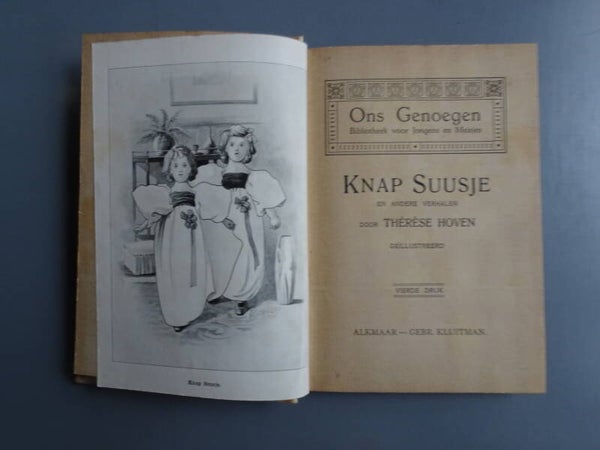 Knap Suusje.
Ons Genoegen
Bibliotheek voor Jongens en Meisjes
KNAP SUUSJE
EN ANDERE VERHALEN
DOOR THÉRÈSE HOVEN
GEÏLLUSTREERD
VIERDE DRUK
ALKMAAR — GEBR. KLUITMAN.